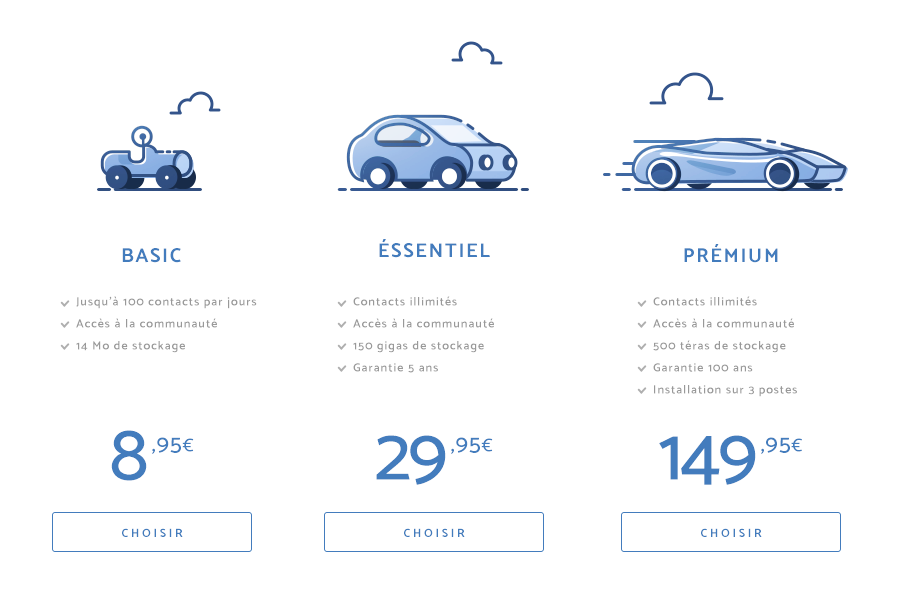 BASIC
Jusqu'à 100 contacts par jours
Accès à la communauté
14 Mo de stockage
8,95€
CHOISIR
ÉSSENTIEL
Contacts illimités
Accès à la communauté
150 gigas de stockage
Garantie 5 ans
29,95€
CHOISIR
PRÉMIUM
Contacts illimités
Accès à la communauté
500 téras de stockage
Garantie 100 ans
Installation sur 3 postes
149,95€
CHOISIR